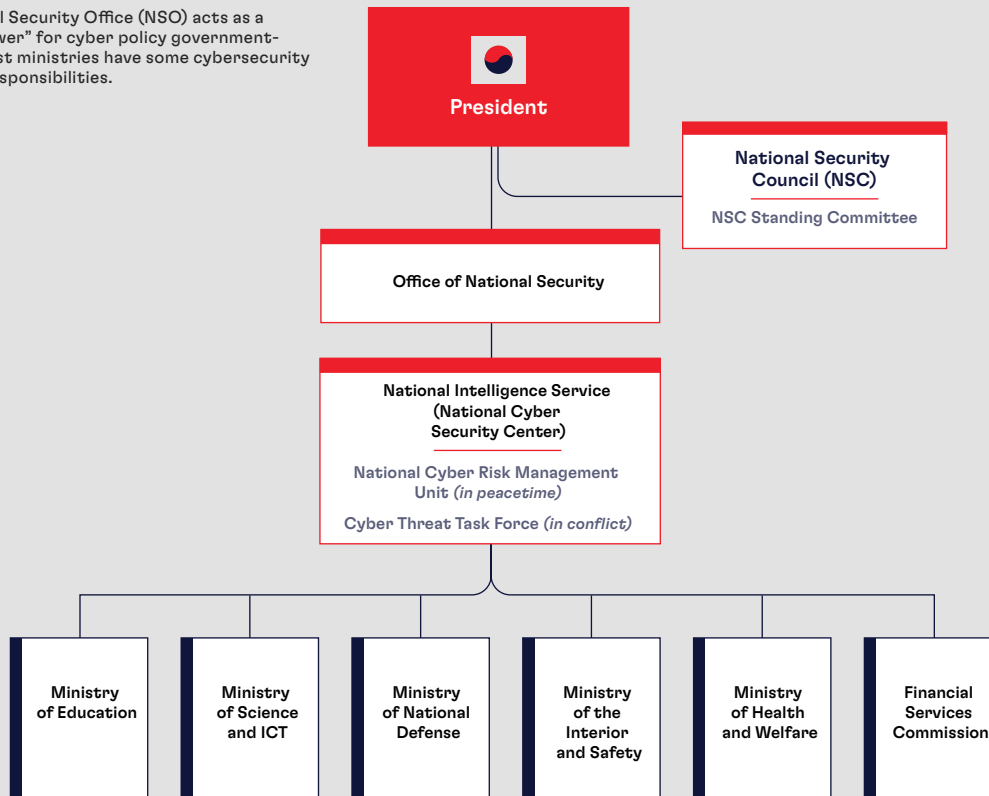 l Security Office (NSO) acts as a
wer” for cyber policy government-
st ministries have some cybersecurity
sponsibilities.
President
National Security
Council (NSC)
NSC Standing Committee
Office of National Security
National Intelligence Service
(National Cyber
Security Center)
National Cyber Risk Management
Unit (in peacetime)
Cyber Threat Task Force (in conflict)
Ministry
of Education
Ministry
of Science
and ICT
Ministry
of National
Defense
Ministry
of the
Interior
and Safety
Ministry
of Health
and Welfare
Financial
Services
Commission